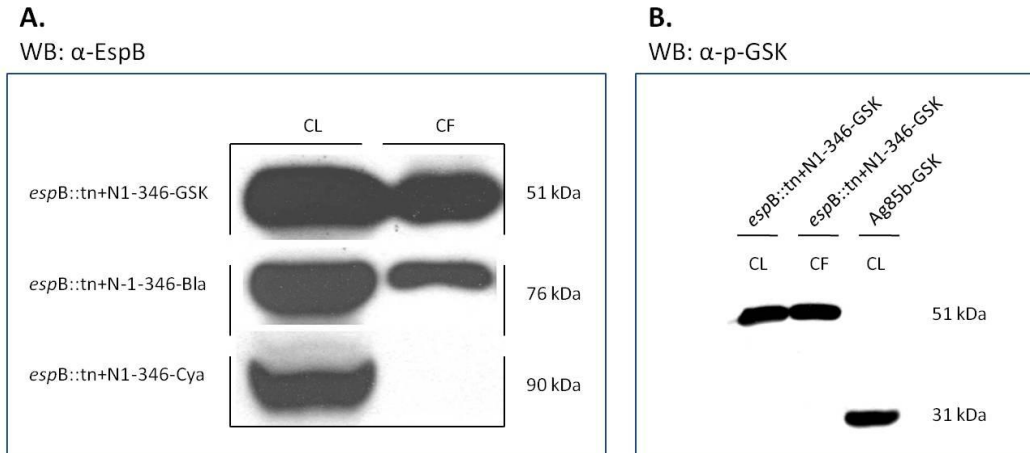 A.
WB: α-EspB
CL CF
espB::tn+N1-346-GSK 51 kDa
espB::tn+N-1-346-Bla 76 kDa
espB::tn+N1-346-Cya 90 kDa
B.
WB: α-p-GSK
espB::tn+N1-346-GSK
espB::tn+N1-346-GSK
Ag85b-GSK
CL CF CL
51 kDa
31 kDa